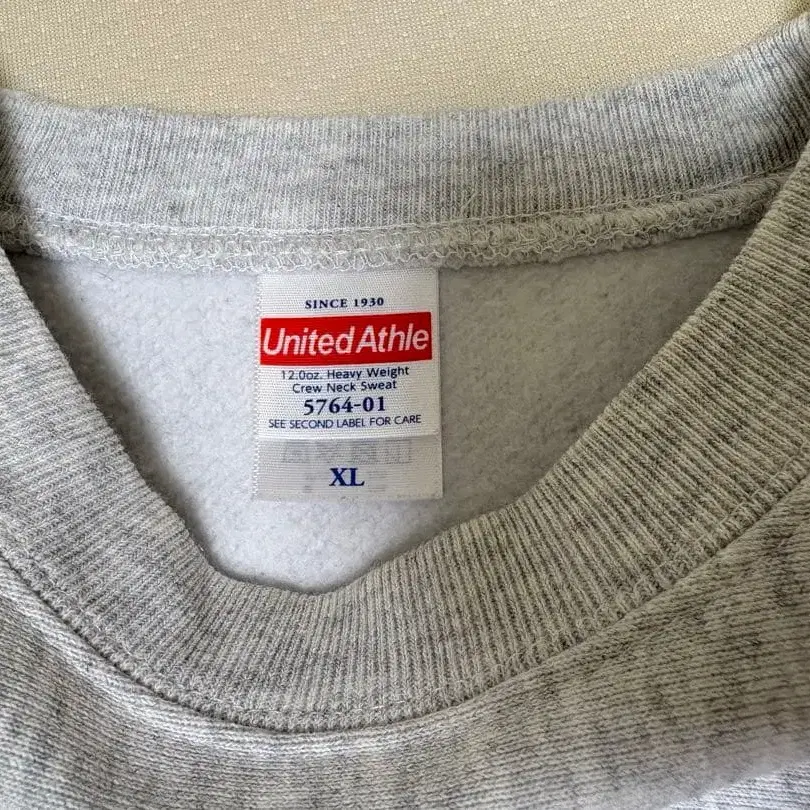 SINCE 1930
United Athle
12.0oz. Heavy Weight
Crew Neck Sweat
5764-01
SEE SECOND LABEL FOR CARE
XL